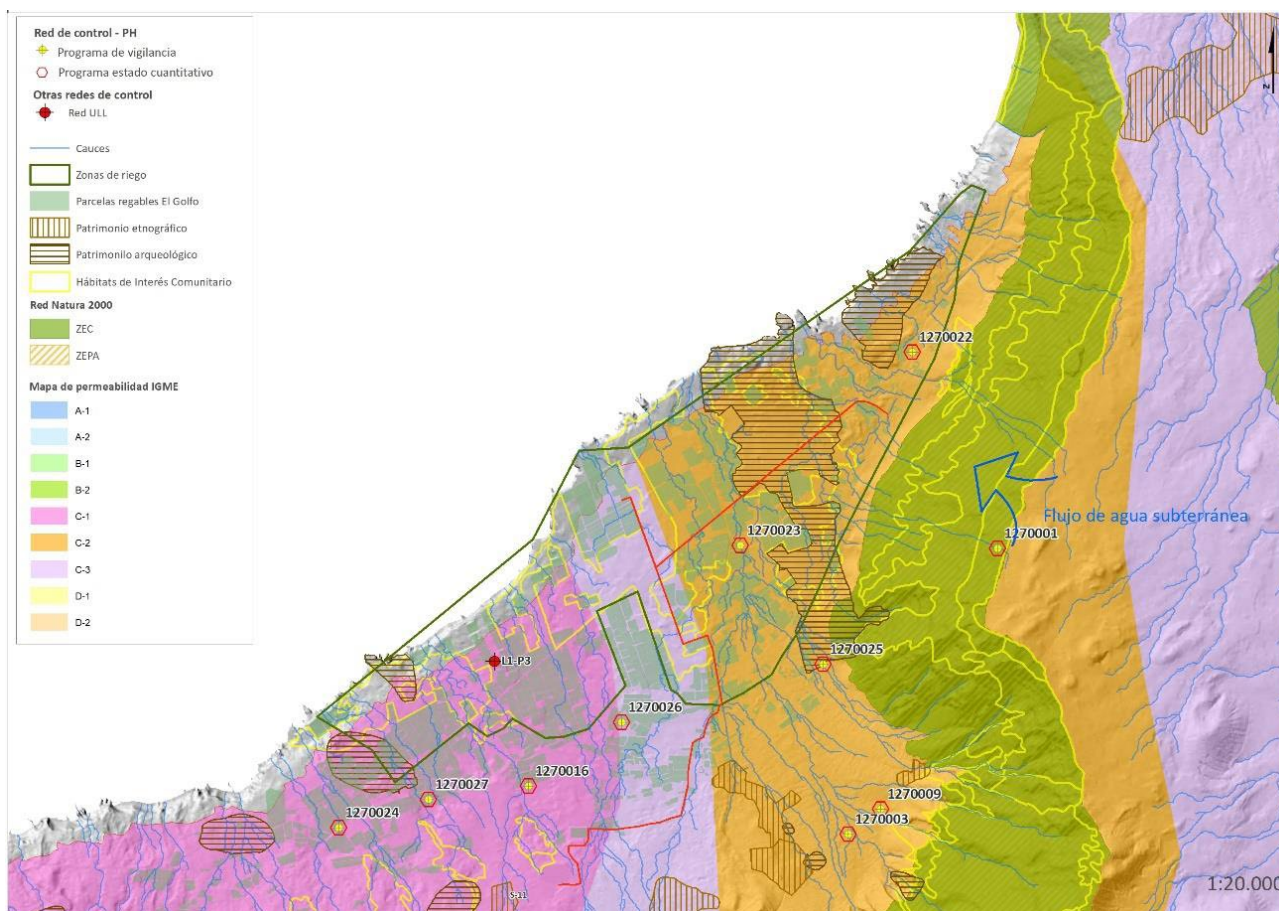 Red de control - PH
Programa de vigilancia
Programa estado cuantitativo
Otras redes de control
Red ULL
Cauces
Zonas de riego
Parcelas regables El Golfo
Patrimonio etnográfico
Patrimonilo arqueológico
Hábitats de Interés Comunitario
Red Natura 2000
ZEC
ZEPA
Mapa de permeabilidad IGME
A-1
A-2
B-1
B-2
C-1
C-2
C-3
D-1
D-2
N
1270022
Flujo de agua subterránea
1270023
1270001
L1-P3
1270025
1270026
1270016
1270027
1270009
1270024
1270003
S-11
1:20.000